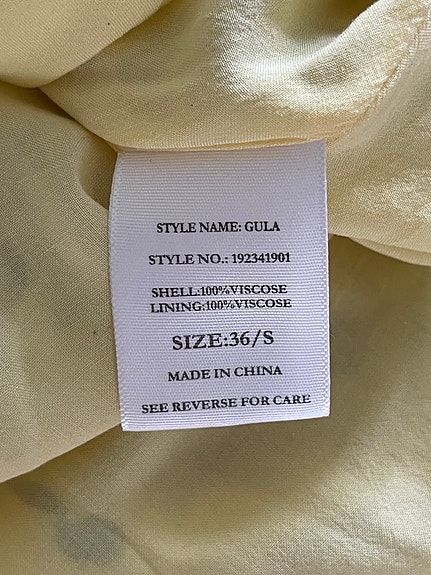 STYLE NAME: GULA
STYLE NO.: 192341901
SHELL:100%VISCOSE
LINING:100%VISCOSE
SIZE:36/S
MADE IN CHINA
SEE REVERSE FOR CARE